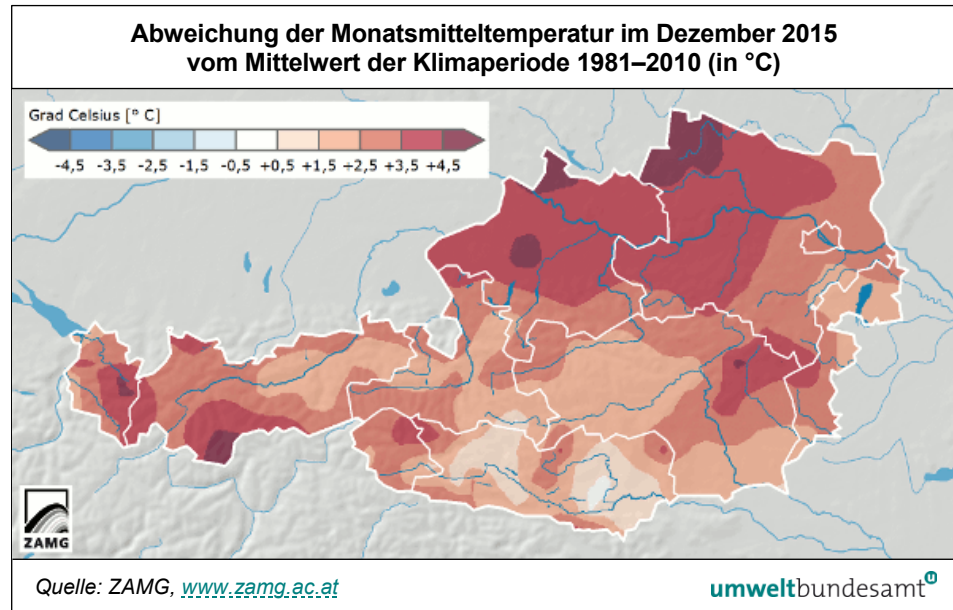 Abweichung der Monatsmitteltemperatur im Dezember 2015
vom Mittelwert der Klimaperiode 1981–2010 (in °C)
Grad Celsius [° C]
-4,5 -3,5 -2,5 -1,5 -0,5 +0,5 +1,5 +2,5 +3,5 +4,5
ZAMG
Quelle: ZAMG, www.zamg.ac.at
umweltbundesamt
u